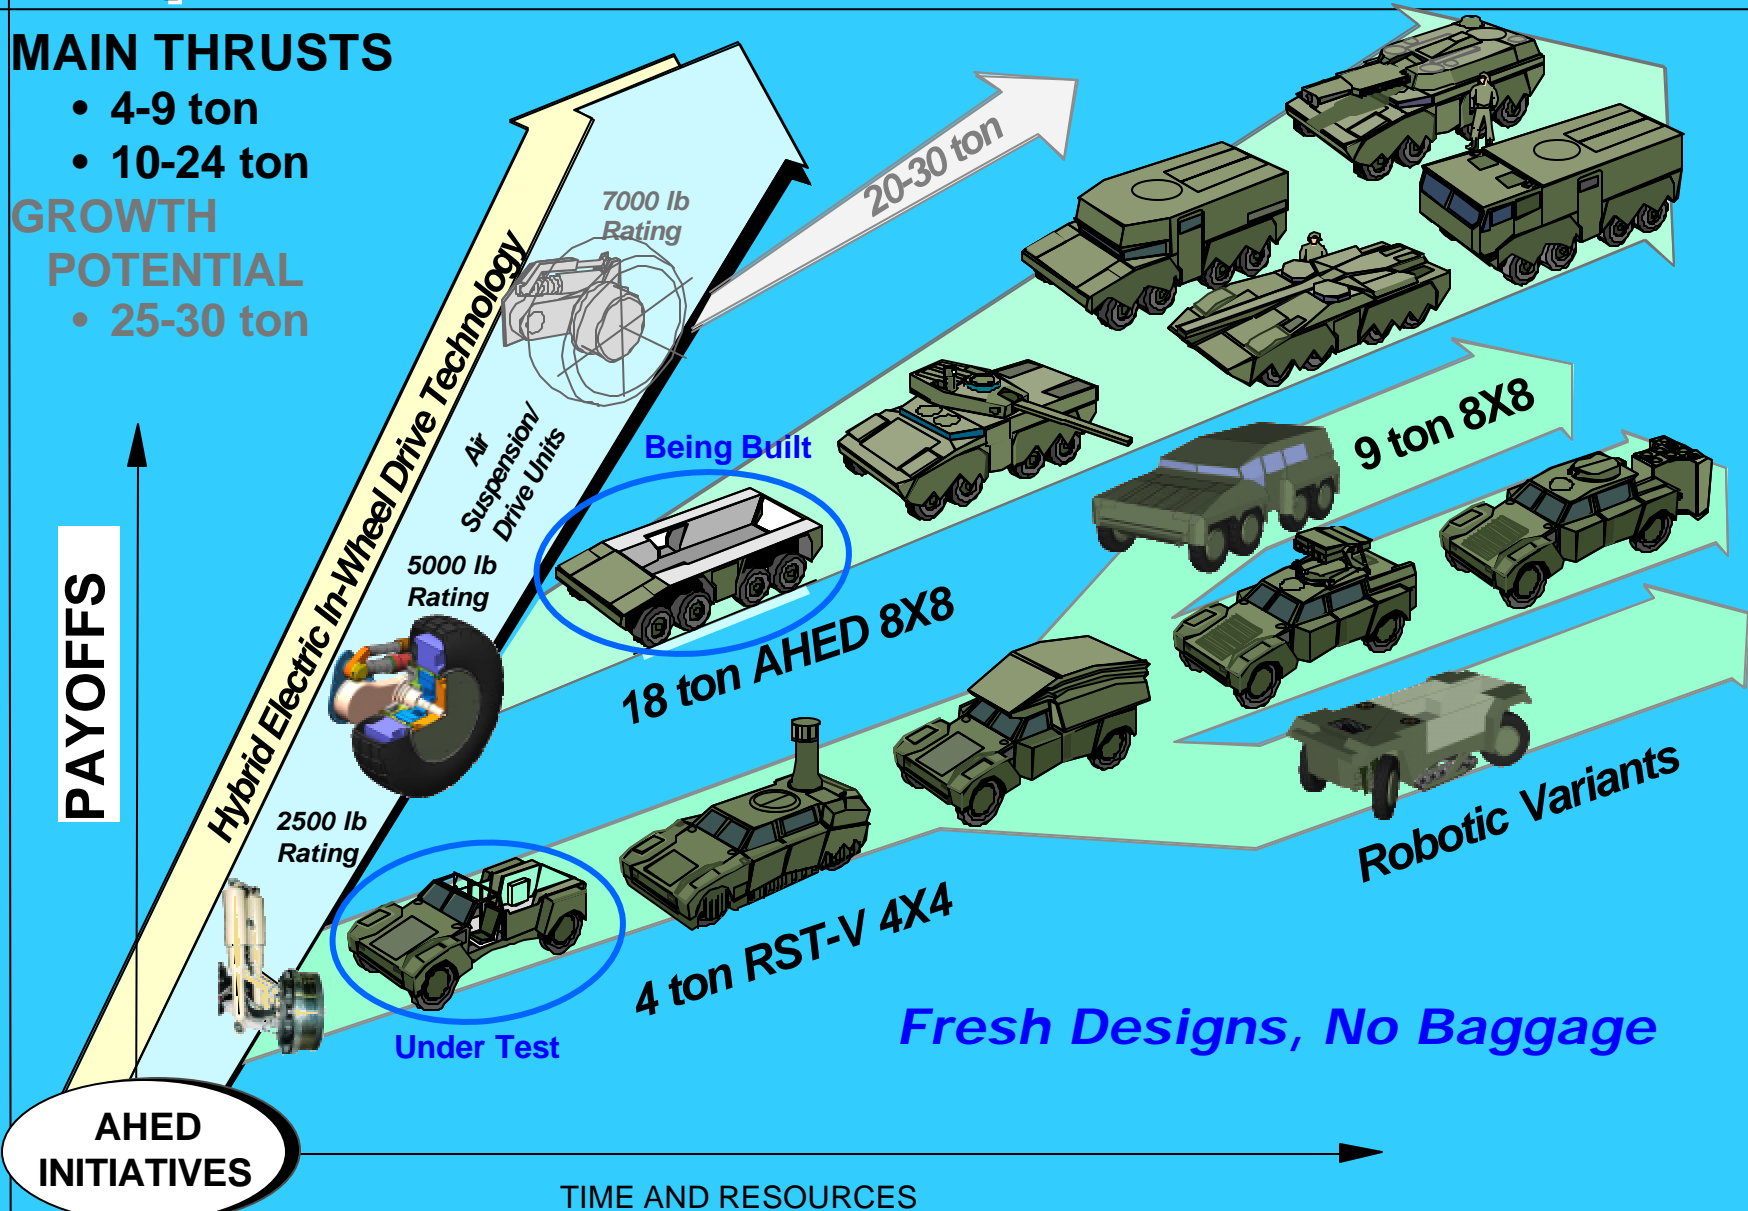 MAIN THRUSTS
• 4-9 ton
• 10-24 ton
GROWTH
POTENTIAL
• 25-30 ton
PAYOFFS
Hybrid Electric In-Wheel Drive Technology
7000 lb
Rating
Air
Suspension/
Drive Units
5000 lb
Rating
2500 lb
Rating
20-30 ton
Being Built
18 ton AHED 8X8
9 ton 8X8
Under Test
4 ton RST-V 4X4
Robotic Variants
Fresh Designs, No Baggage
AHED
INITIATIVES
TIME AND RESOURCES